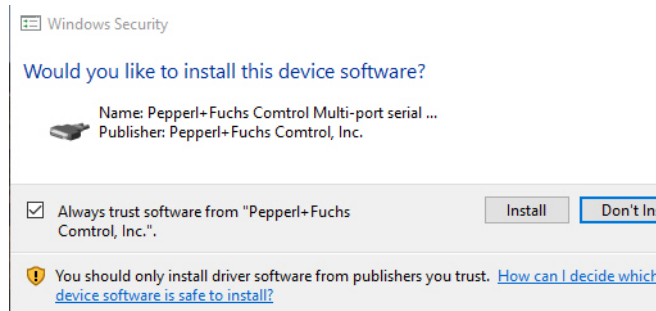 Windows Security
Would you like to install this device software?
Name: Pepperl+Fuchs Comtrol Multi-port serial ...
Publisher: Pepperl+Fuchs Comtrol, Inc.
Always trust software from "Pepperl+Fuchs
Comtrol, Inc.".
Install
Don't Ins
You should only install driver software from publishers you trust. How can I decide which
device software is safe to install?